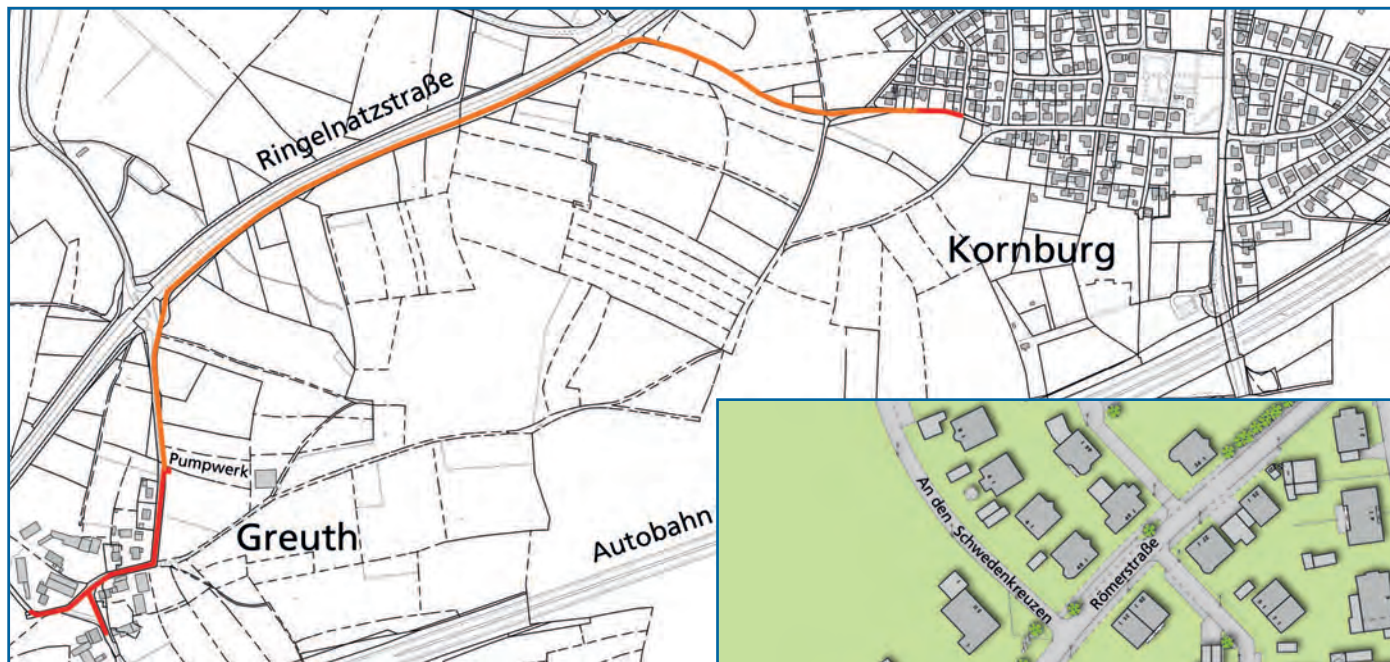 Ringelnatzstraße
Kornburg
Pumpwerk
Greuth
Autobahn
An den Schwedenkreuzen
Römerstraße